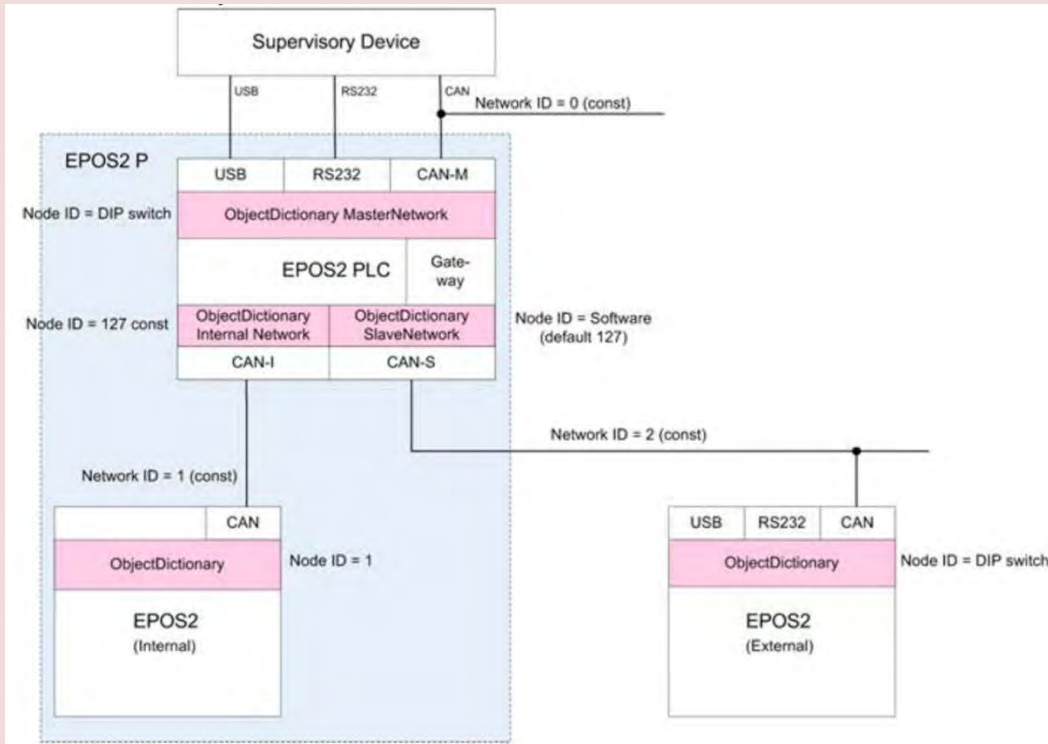 Supervisory Device
USB
RS232
CAN
Network ID = 0 (const)
EPOS2 P
USB
RS232
CAN-M
Node ID = DIP switch
ObjectDictionary MasterNetwork
EPOS2 PLC
Gate-
way
Node ID = 127 const
ObjectDictionary
Internal Network
ObjectDictionary
SlaveNetwork
Node ID = Software
(default 127)
CAN-I
CAN-S
Network ID = 2 (const)
Network ID = 1 (const)
CAN
ObjectDictionary
Node ID = 1
EPOS2
(Internal)
USB
RS232
CAN
ObjectDictionary
Node ID = DIP switch
EPOS2
(External)